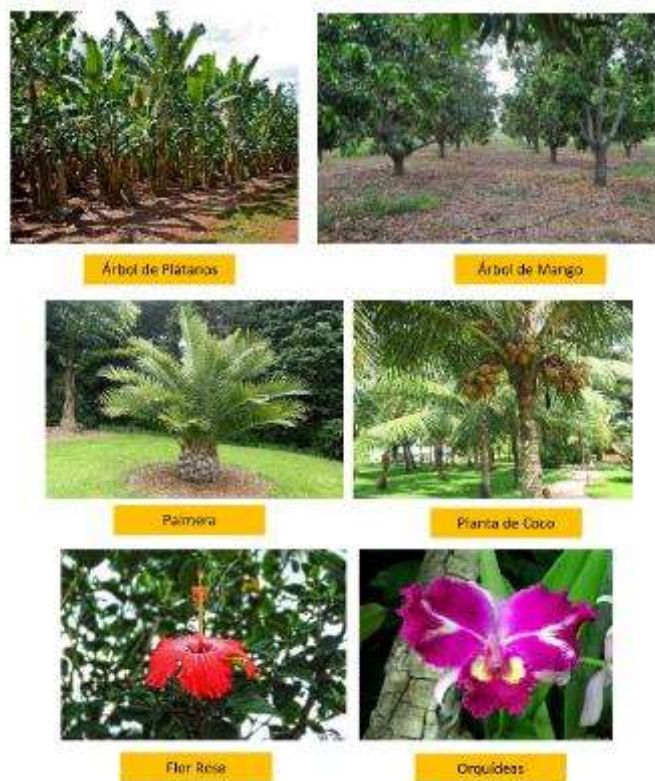 Árbol de Plátanos
Árbol de Mango
Palmera
Planta de Coco
Flor Rosa
Orquídeas